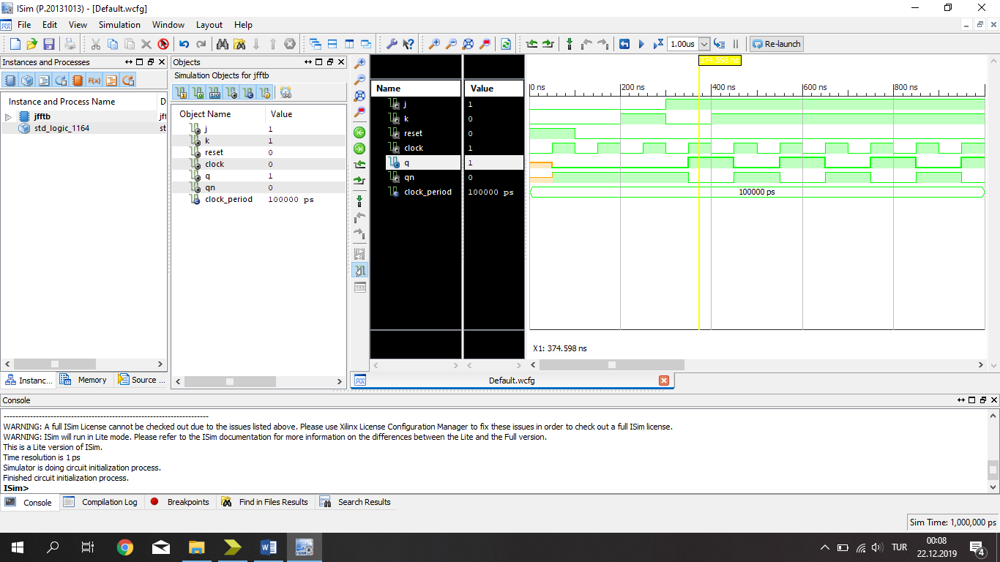 ISim (P.20131013) - [Default.wcfg]
File Edit View Simulation Window Layout Help
1.00us Re-launch
Instances and Processes
Instance and Process Name D
jfftb jff
std_logic_1164 st
Instanc... Memory Source ...
Objects
Simulation Objects for jfftb
Object Name Value
j 1
k 1
reset 0
clock 0
q 1
qn 0
clock_period 100000 ps
Name Value
j 1
k 0
reset 0
clock 1
q 1
qn 0
clock_period 100000 ps
374.598 ns
0 ns 200 ns 400 ns 600 ns 800 ns
100000 ps
X1: 374.598 ns
Default.wcfg
Console
WARNING: A full ISim License cannot be checked out due to the issues listed above. Please use Xilinx License Configuration Manager to fix these issues in order to check out a full ISim license.
WARNING: ISim will run in Lite mode. Please refer to the ISim documentation for more information on the differences between the Lite and the Full version.
This is a Lite version of ISim.
Time resolution is 1 ps
Simulator is doing circuit initialization process.
Finished circuit initialization process.
ISim>
Console Compilation Log Breakpoints Find in Files Results Search Results
Sim Time: 1,000,000 ps
TUR
00:08
22.12.2019
4